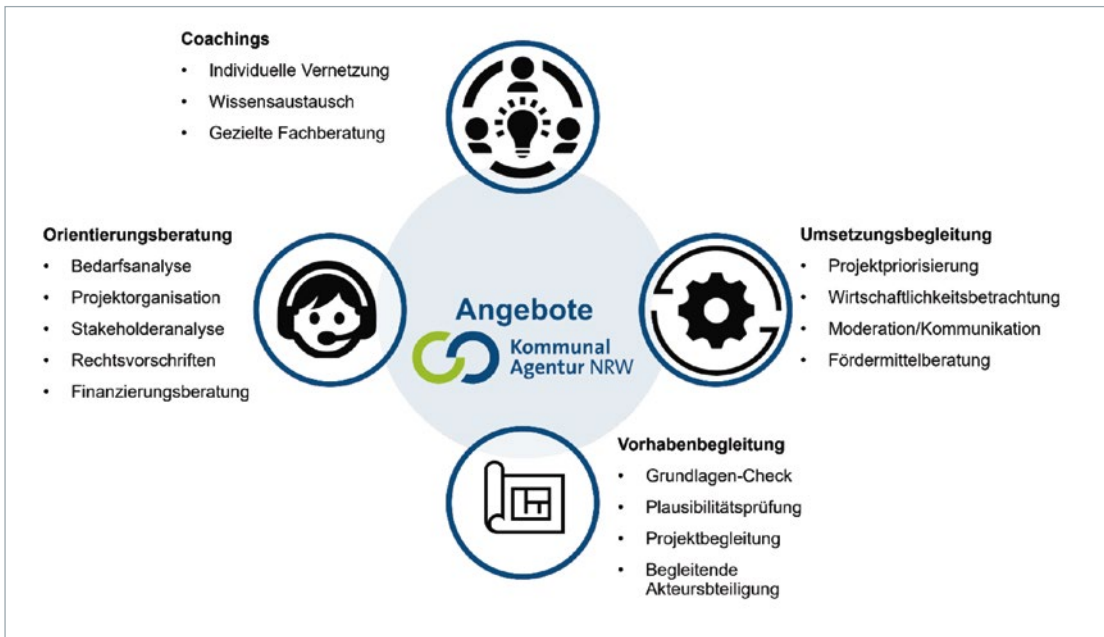 Coachings
• Individuelle Vernetzung
• Wissensaustausch
• Gezielte Fachberatung
Orientierungsberatung
• Bedarfsanalyse
• Projektorganisation
• Stakeholderanalyse
• Rechtsvorschriften
• Finanzierungsberatung
Angebote
Kommunal
Agentur NRW
Umsetzungsbegleitung
• Projektpriorisierung
• Wirtschaftlichkeitsbetrachtung
• Moderation/Kommunikation
• Fördermittelberatung
Vorhabenbegleitung
• Grundlagen-Check
• Plausibilitätsprüfung
• Projektbegleitung
• Begleitende
Akteursbteiligung